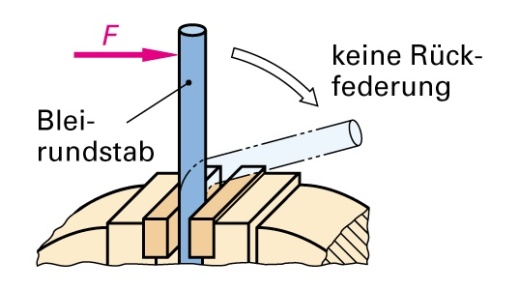 F
keine Rück-
federung
Blei-
rundstab